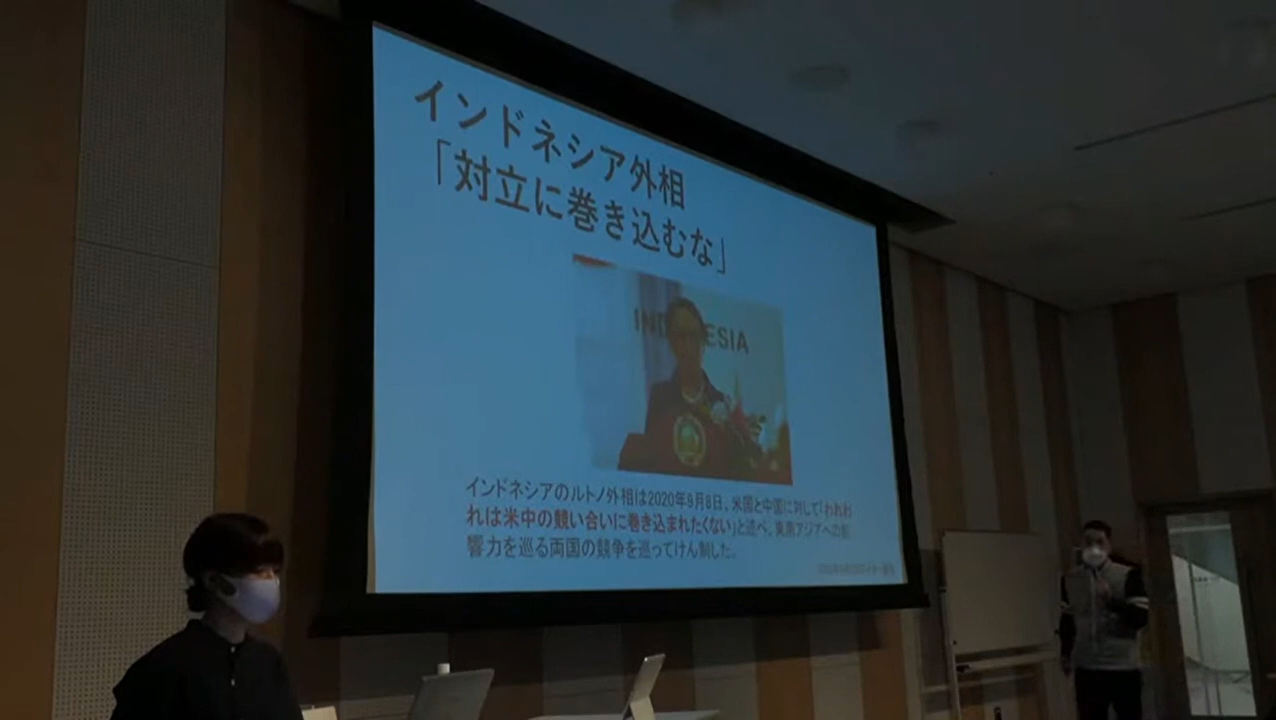 インドネシア外相
「対立に巻き込むな」
IND ESIA
インドネシアのルトノ外相は2020年9月8日、米国と中国に対して「われわ
れは米中の競い合いに巻き込まれたくない」と述べ、東南アジアへの影
響力を巡る両国の競争を巡ってけん制した。